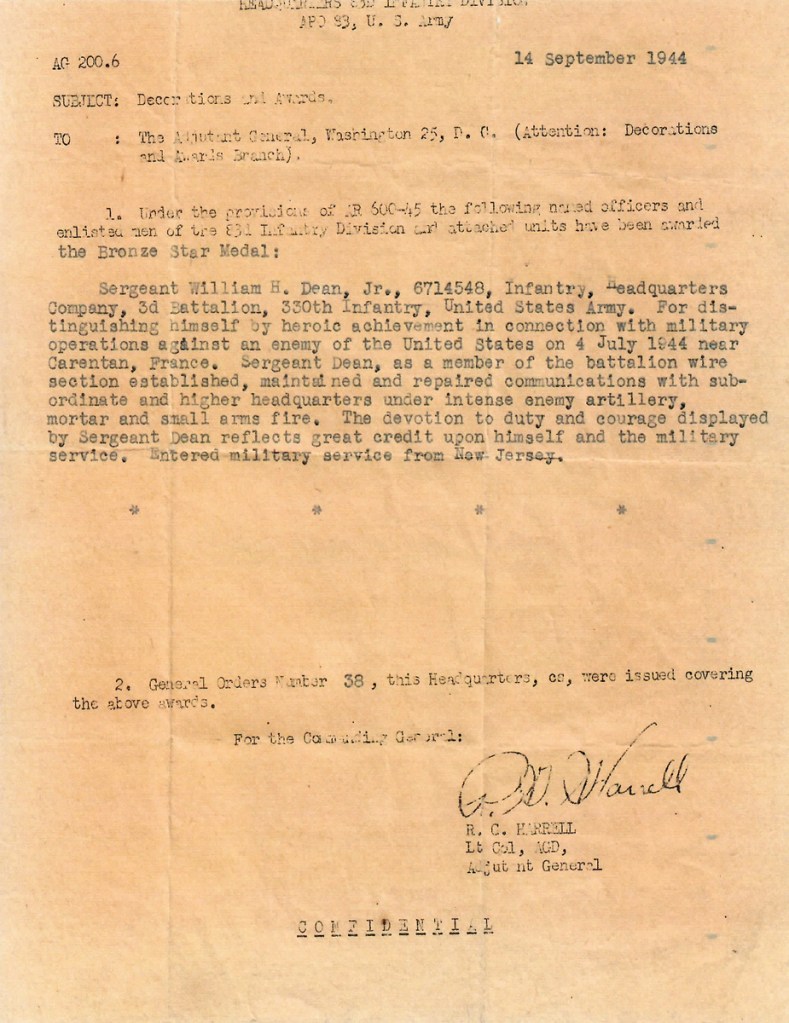 HEADQUARTERS 83D INFANTRY DIVISION
APO 83, U. S. Army
AG 200.6
14 September 1944
SUBJECT: Decorations and Awards.
TO : The Adjutant General, Washington 25, D. C. (Attention: Decorations
and Awards Branch).
1. Under the provisions of AR 600-45 the following named officers and
enlisted men of the 83d Infantry Division and attached units have been awarded
the Bronze Star Medal:
Sergeant William H. Dean, Jr., 6714548, Infantry, Headquarters
Company, 3d Battalion, 330th Infantry, United States Army. For dis-
tinguishing himself by heroic achievement in connection with military
operations against an enemy of the United States on 4 July 1944 near
Carentan, France. Sergeant Dean, as a member of the battalion wire
section established, maintained and repaired communications with sub-
ordinate and higher headquarters under intense enemy artillery,
mortar and small arms fire. The devotion to duty and courage displayed
by Sergeant Dean reflects great credit upon himself and the military
service. Entered military service from New Jersey.
* * * *
2. General Orders Number 38, this Headquarters, cs, were issued covering
the above awards.
For the Commanding General:
R. C. Harrell
R. C. HARRELL
Lt Col, AGD,
Adjutant General
CONFIDENTIAL